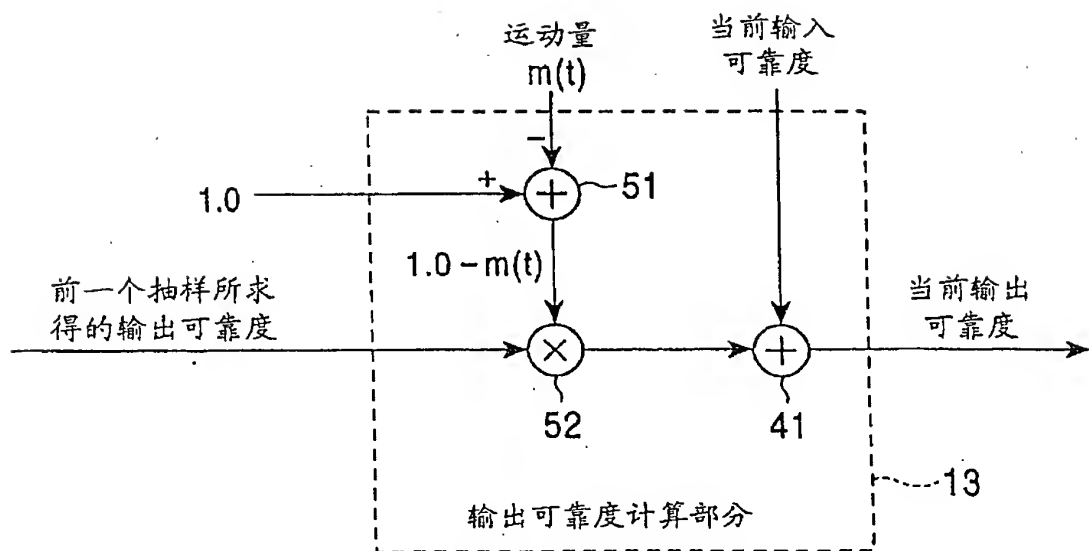 运动量
m(t)
当前输入
可靠度
−
+
+
51
1.0
1.0−m(t)
前一个抽样所求
得的输出可靠度
×
52
+
41
当前输出
可靠度
13
输出可靠度计算部分